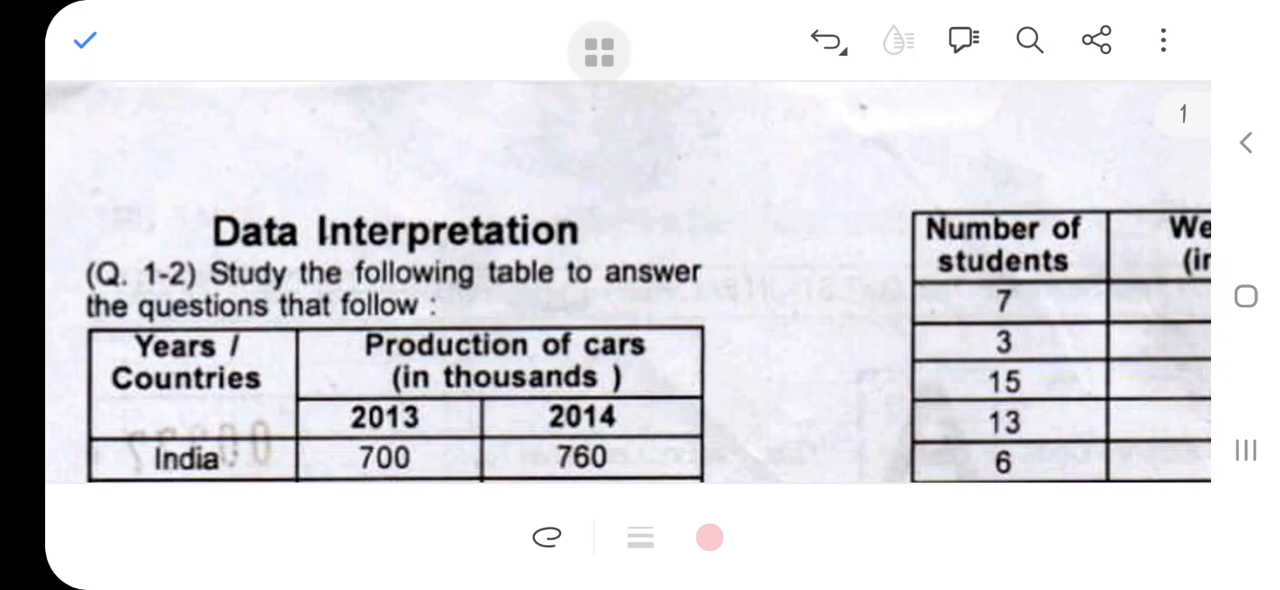 1
Data Interpretation
(Q. 1-2) Study the following table to answer
the questions that follow :
Years / Production of cars
Countries (in thousands )
2013 2014
India 700 760
Number of
students
7
3
15
13
6